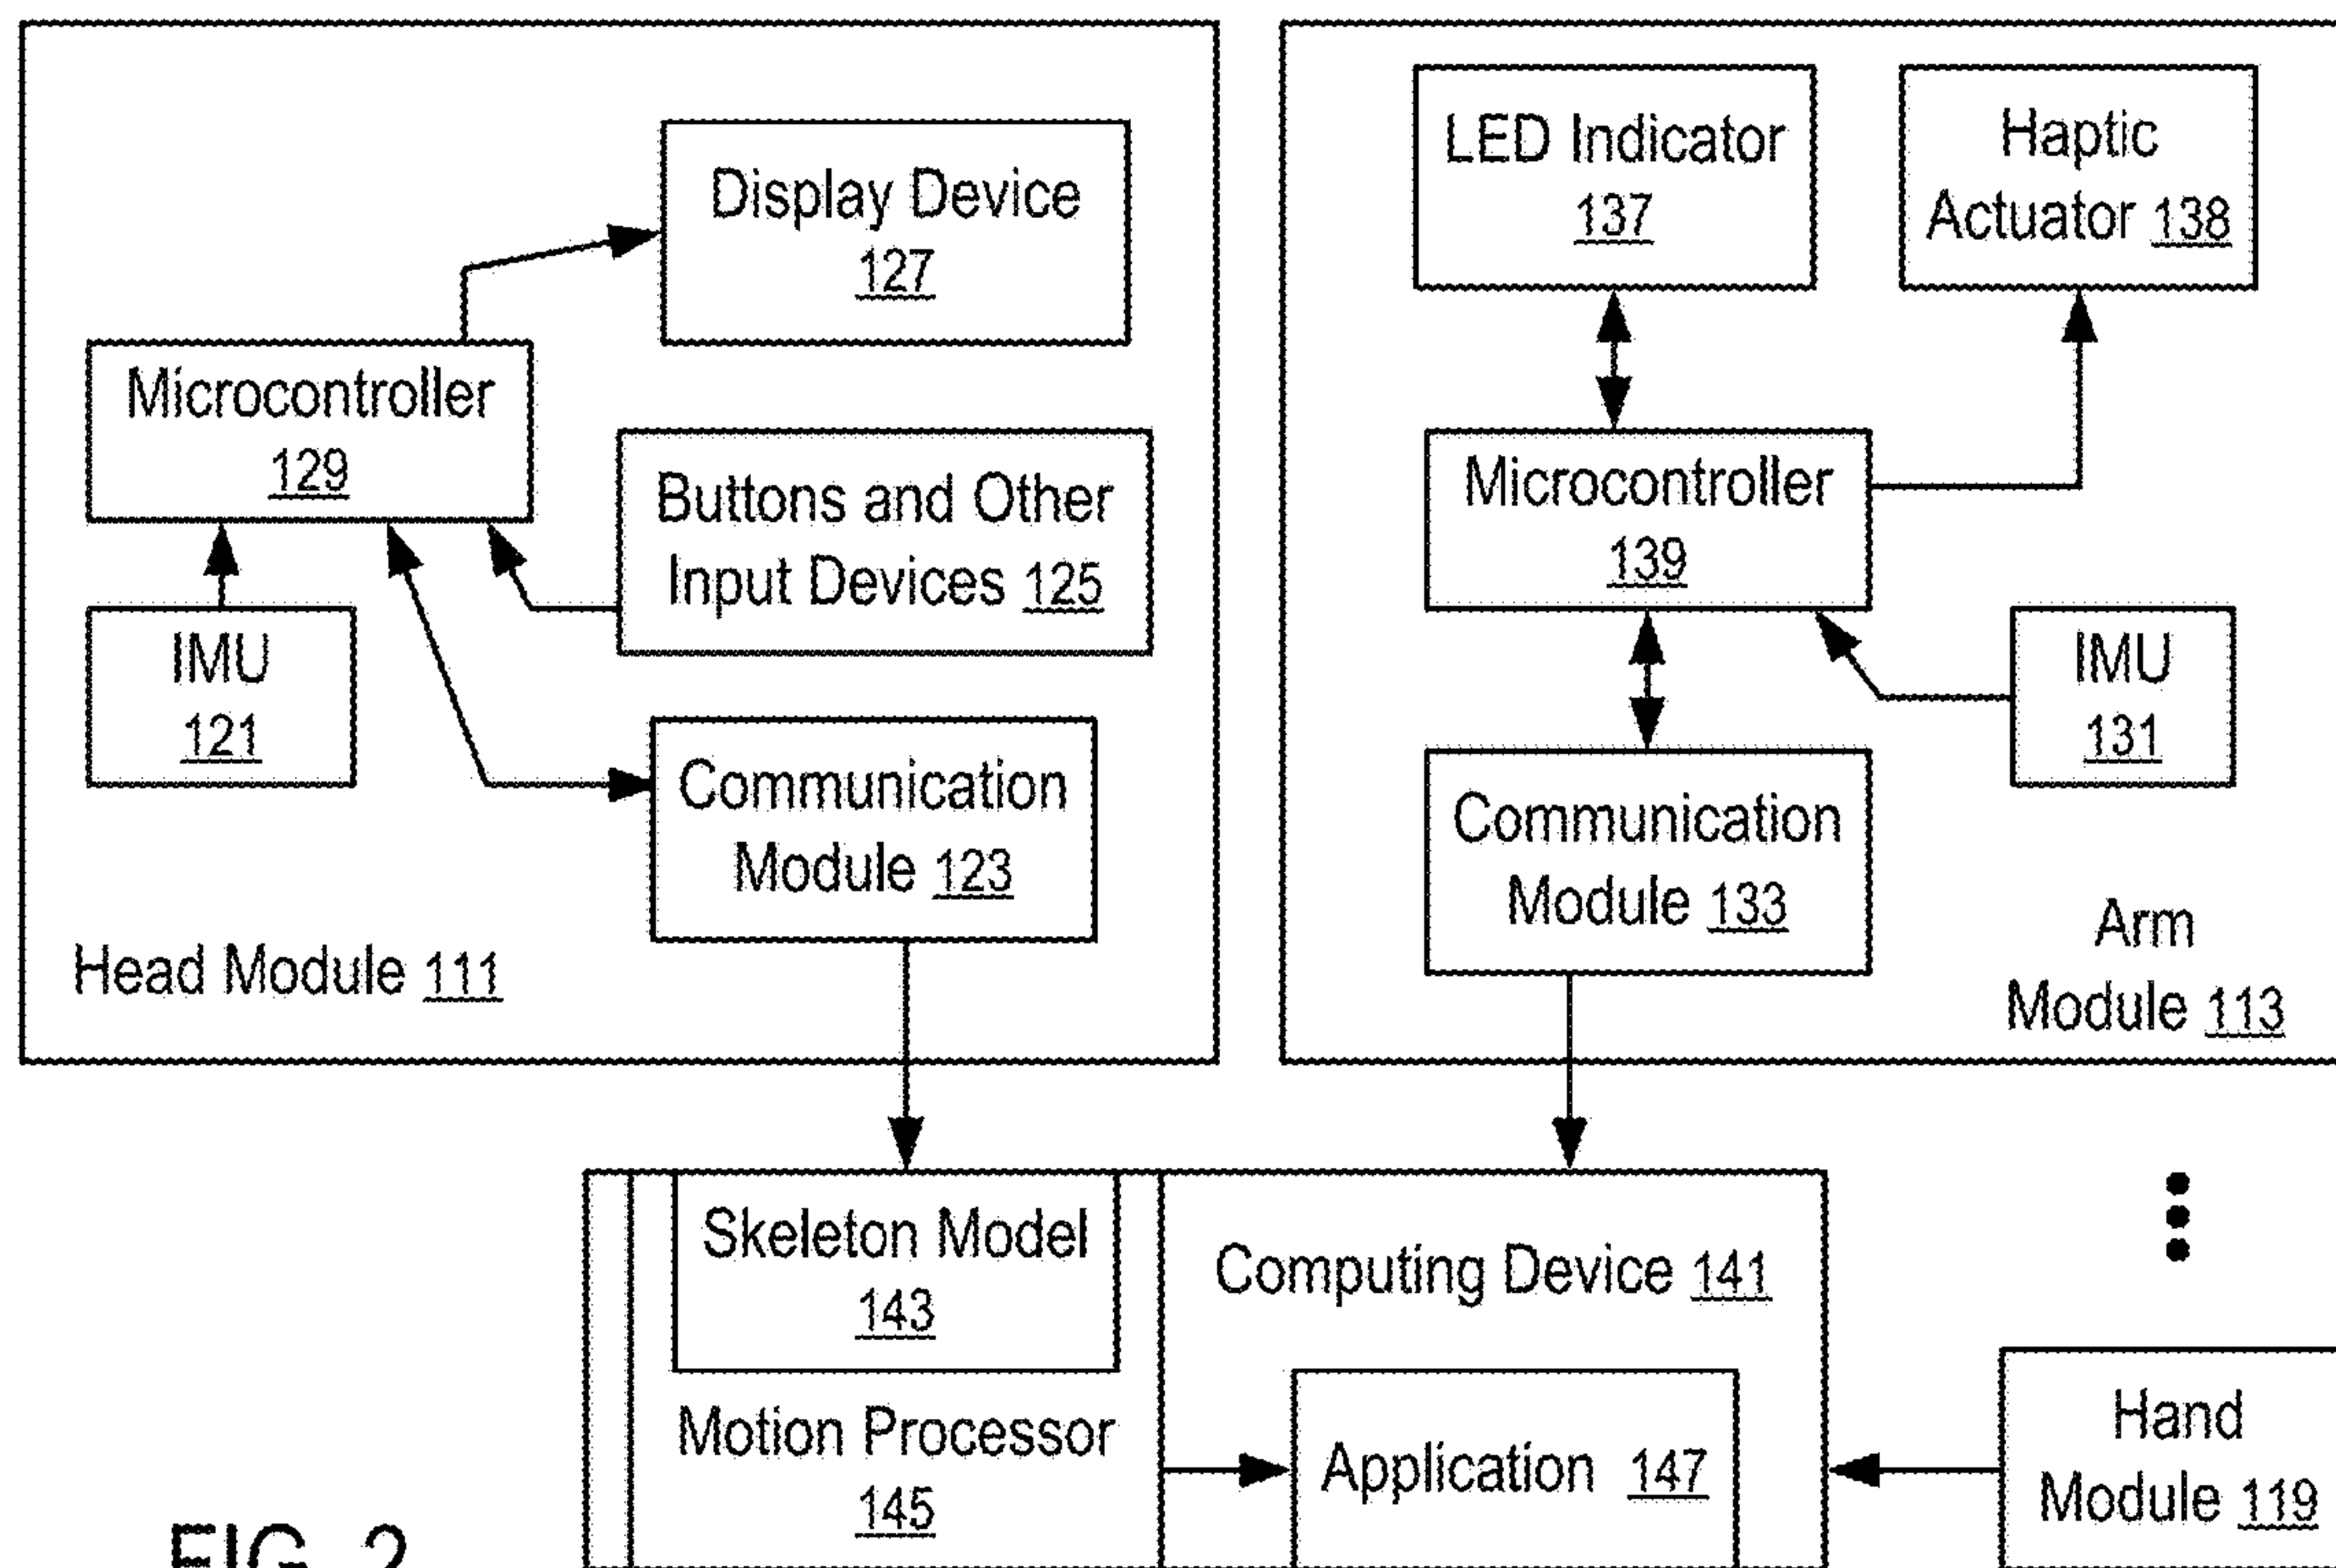 Display Device
127
Microcontroller
129
Buttons and Other
Input Devices 125
IMU
121
Communication
Module 123
Head Module 111
LED Indicator
137
Haptic
Actuator 138
Microcontroller
139
IMU
131
Communication
Module 133
Arm
Module 113
Skeleton Model
143
Motion Processor
145
Computing Device 141
Application 147
Hand
Module 119
FIG. 2